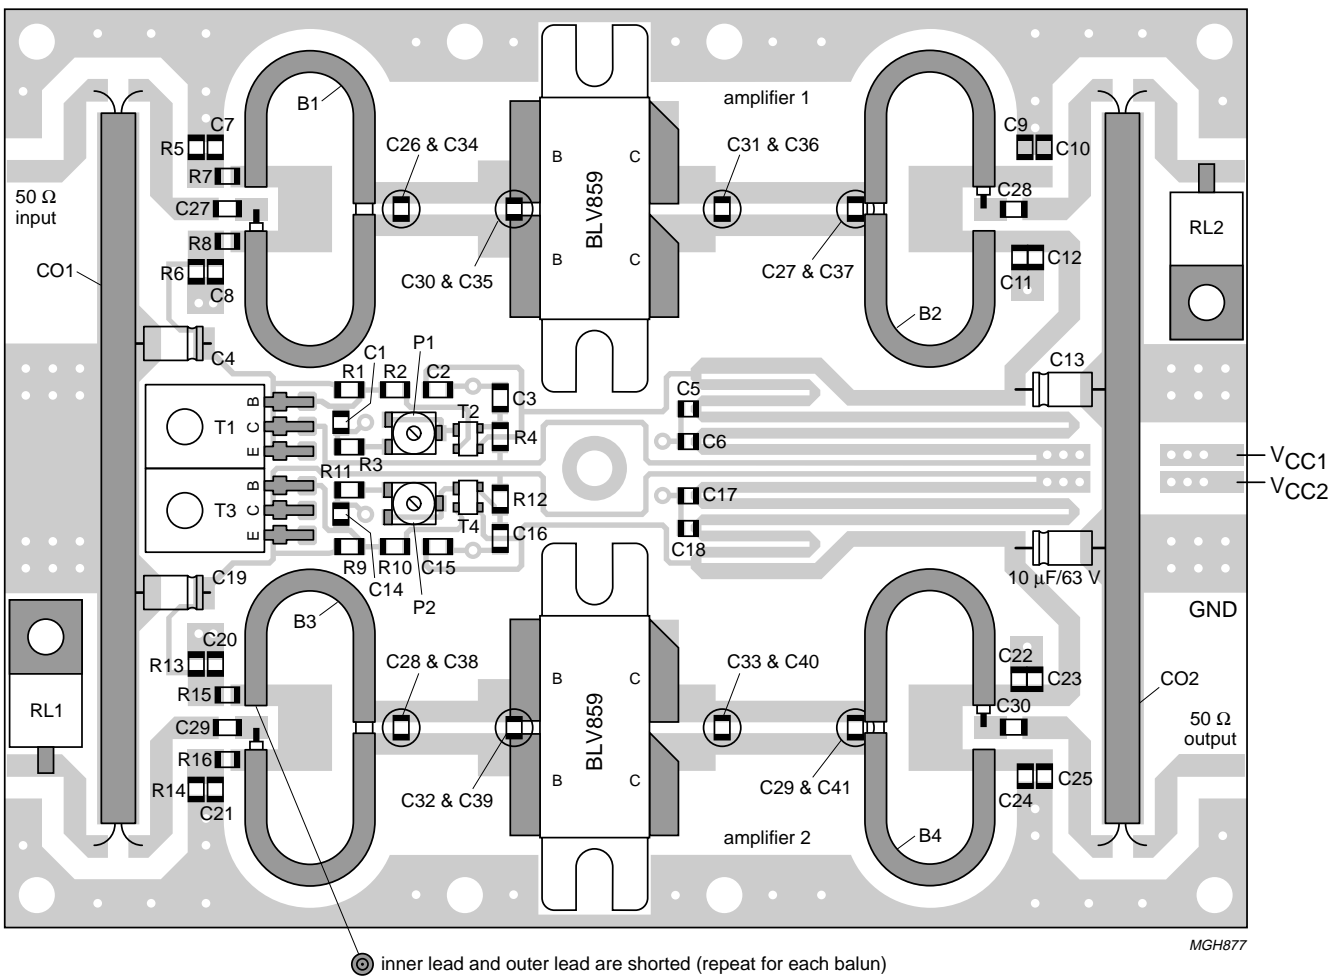 amplifier 1
B1
C7
R5
C9
C10
C26 & C34
C31 & C36
B
C
R7
50 Ω
input
BLV859
C27
C28
RL2
R8
CO1
R6
C8
B
C
C30 & C35
C27 & C37
C12
C11
B2
C4
P1
C1
R1
R2
C2
C3
C13
C5
T2
B
T1
C
E
R4
C6
R3
VCC1
R11
B
T3
C
E
R12
C17
VCC2
T4
C16
C18
R9
R10
C15
C14
C19
P2
10 μF/63 V
GND
B3
C20
R13
C28 & C38
C33 & C40
C22
C23
B
C
R15
CO2
RL1
C29
BLV859
C30
50 Ω
output
R16
B
C
R14
C21
C32 & C39
C29 & C41
C25
C24
amplifier 2
B4
MGH877
inner lead and outer lead are shorted (repeat for each balun)